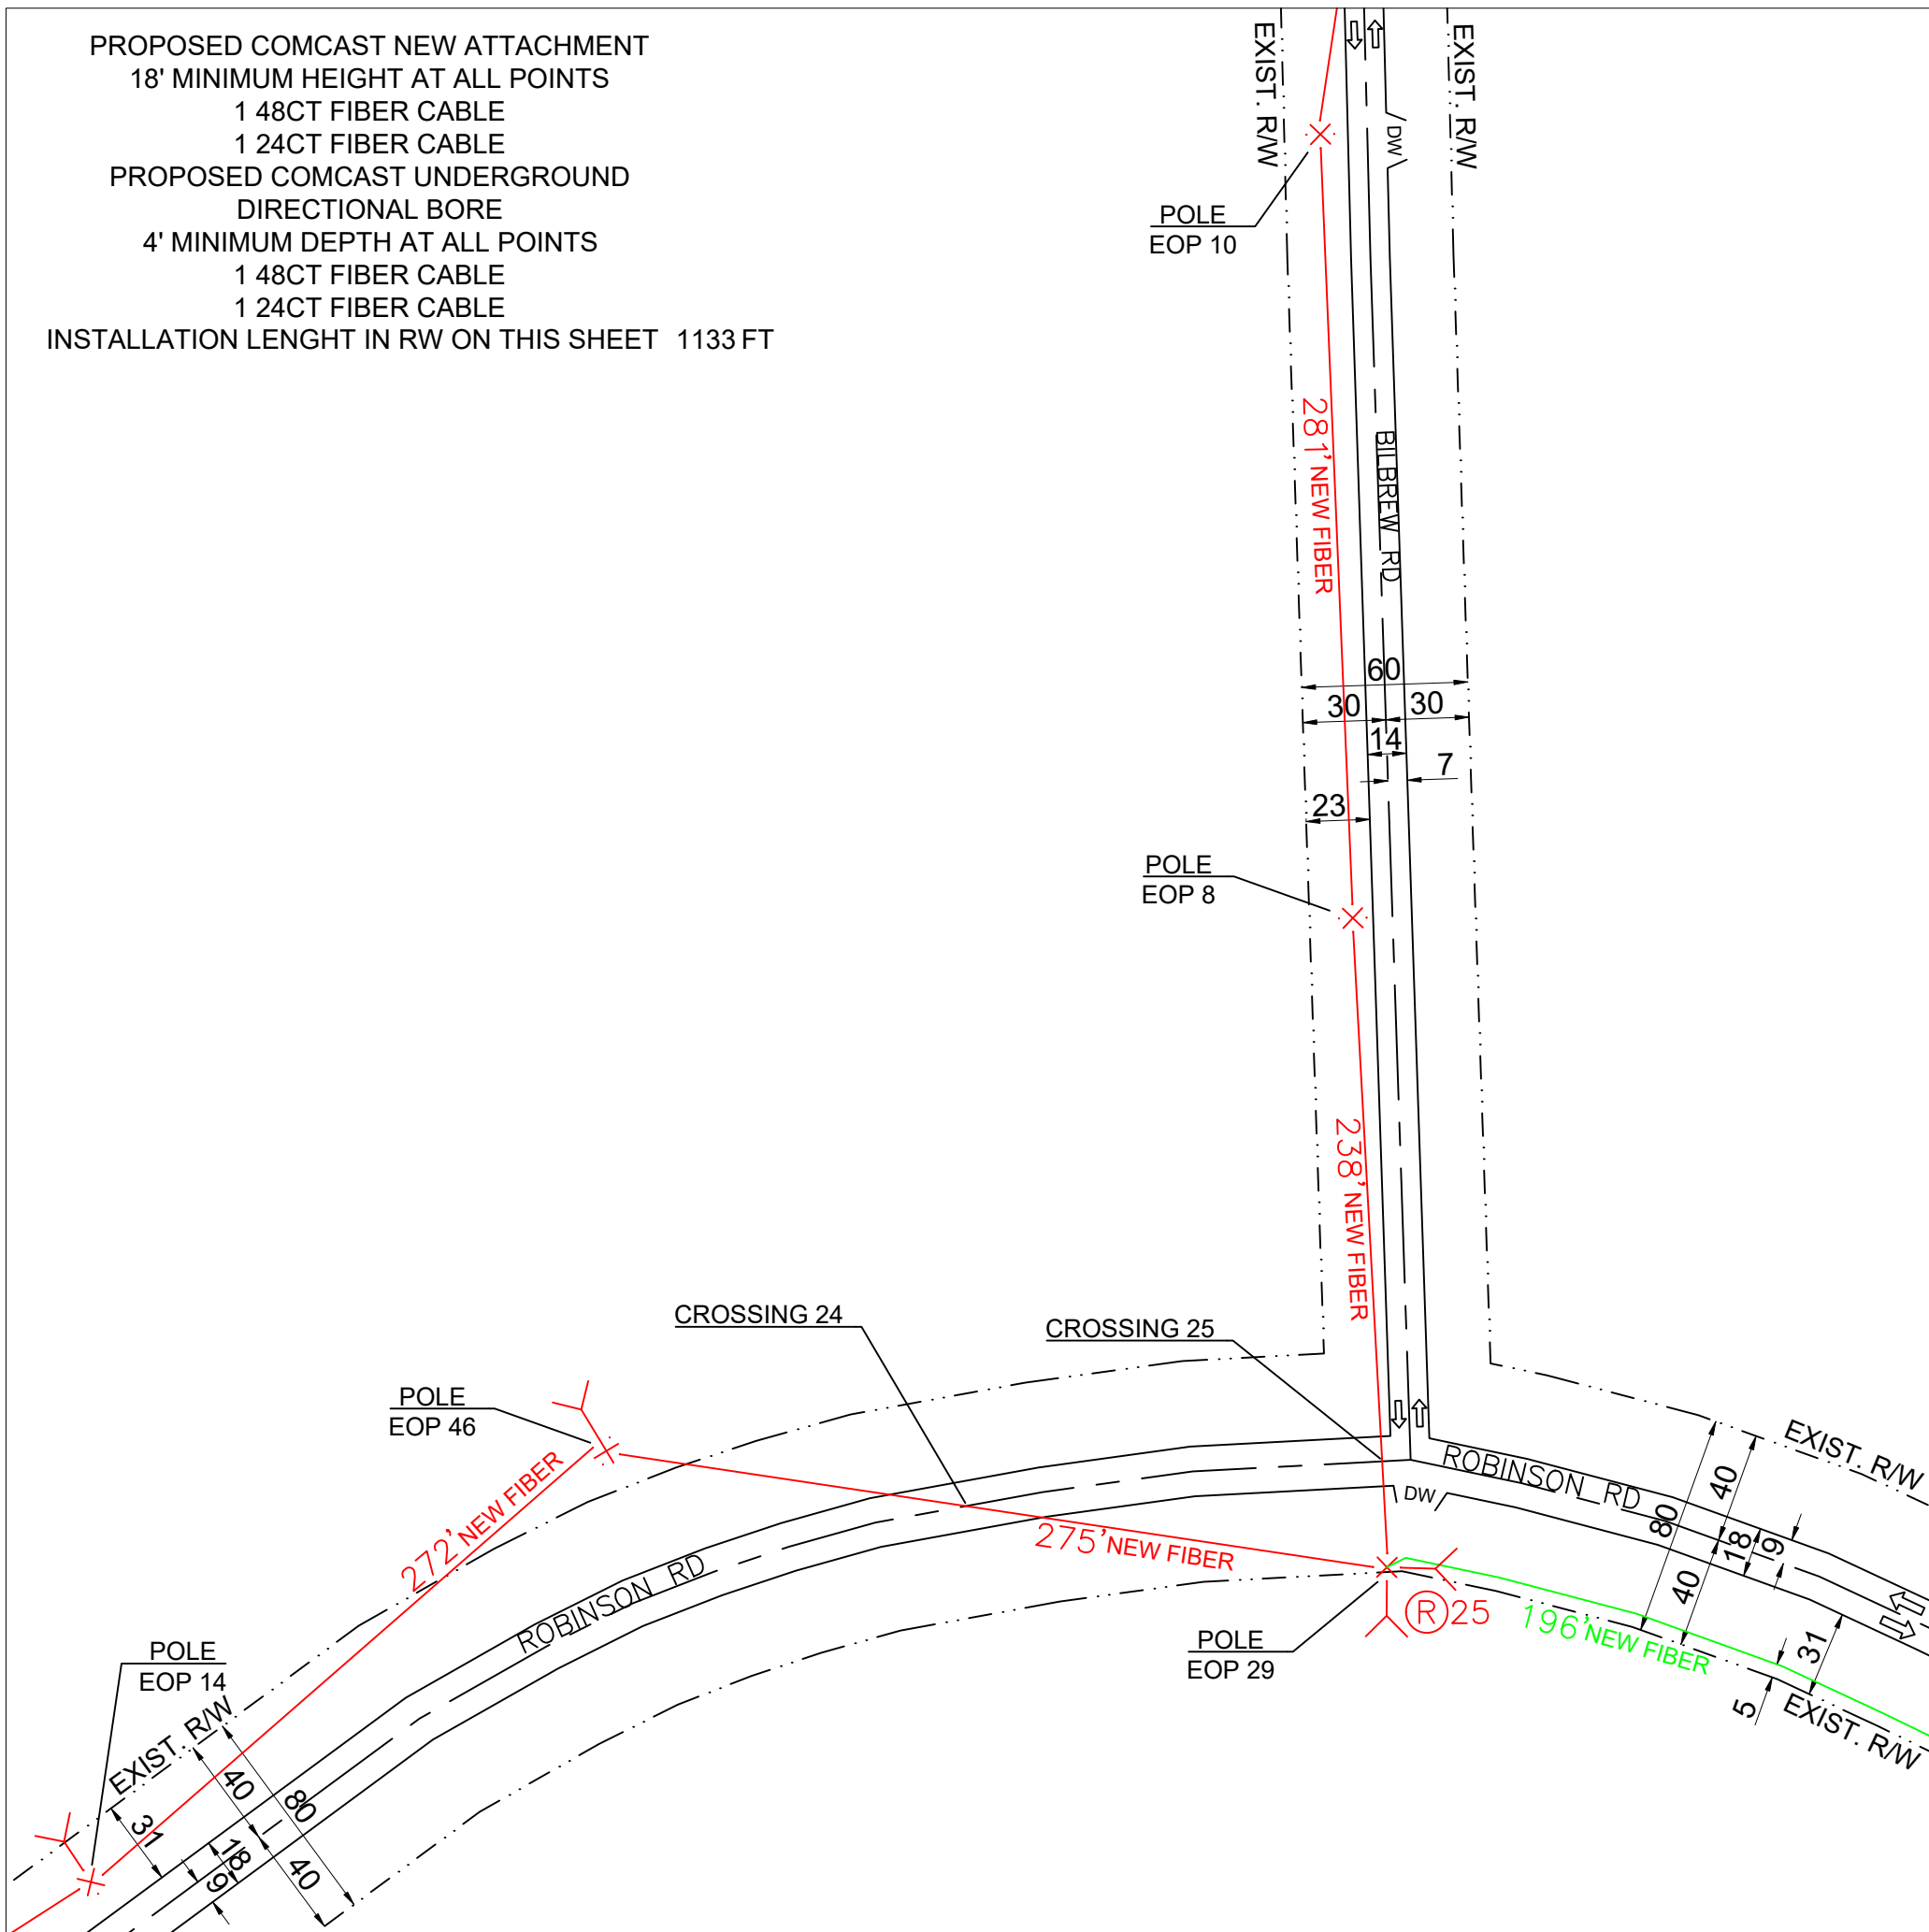 PROPOSED COMCAST NEW ATTACHMENT
18' MINIMUM HEIGHT AT ALL POINTS
1 48CT FIBER CABLE
1 24CT FIBER CABLE
PROPOSED COMCAST UNDERGROUND
DIRECTIONAL BORE
4' MINIMUM DEPTH AT ALL POINTS
1 48CT FIBER CABLE
1 24CT FIBER CABLE
INSTALLATION LENGHT IN RW ON THIS SHEET 1133 FT
EXIST. R/W
EXIST. R/W
DW
POLE
EOP 10
281' NEW FIBER
BILBREW RD
60
30
30
14
7
23
POLE
EOP 8
238' NEW FIBER
CROSSING 24
CROSSING 25
POLE
EOP 46
272' NEW FIBER
275' NEW FIBER
ROBINSON RD
DW
ROBINSON RD
EXIST. R/W
80
40
18
9
40
31
5
196' NEW FIBER
EXIST. R/W
R 25
POLE
EOP 29
POLE
EOP 14
EXIST. R/W
31
40
80
18
9
40